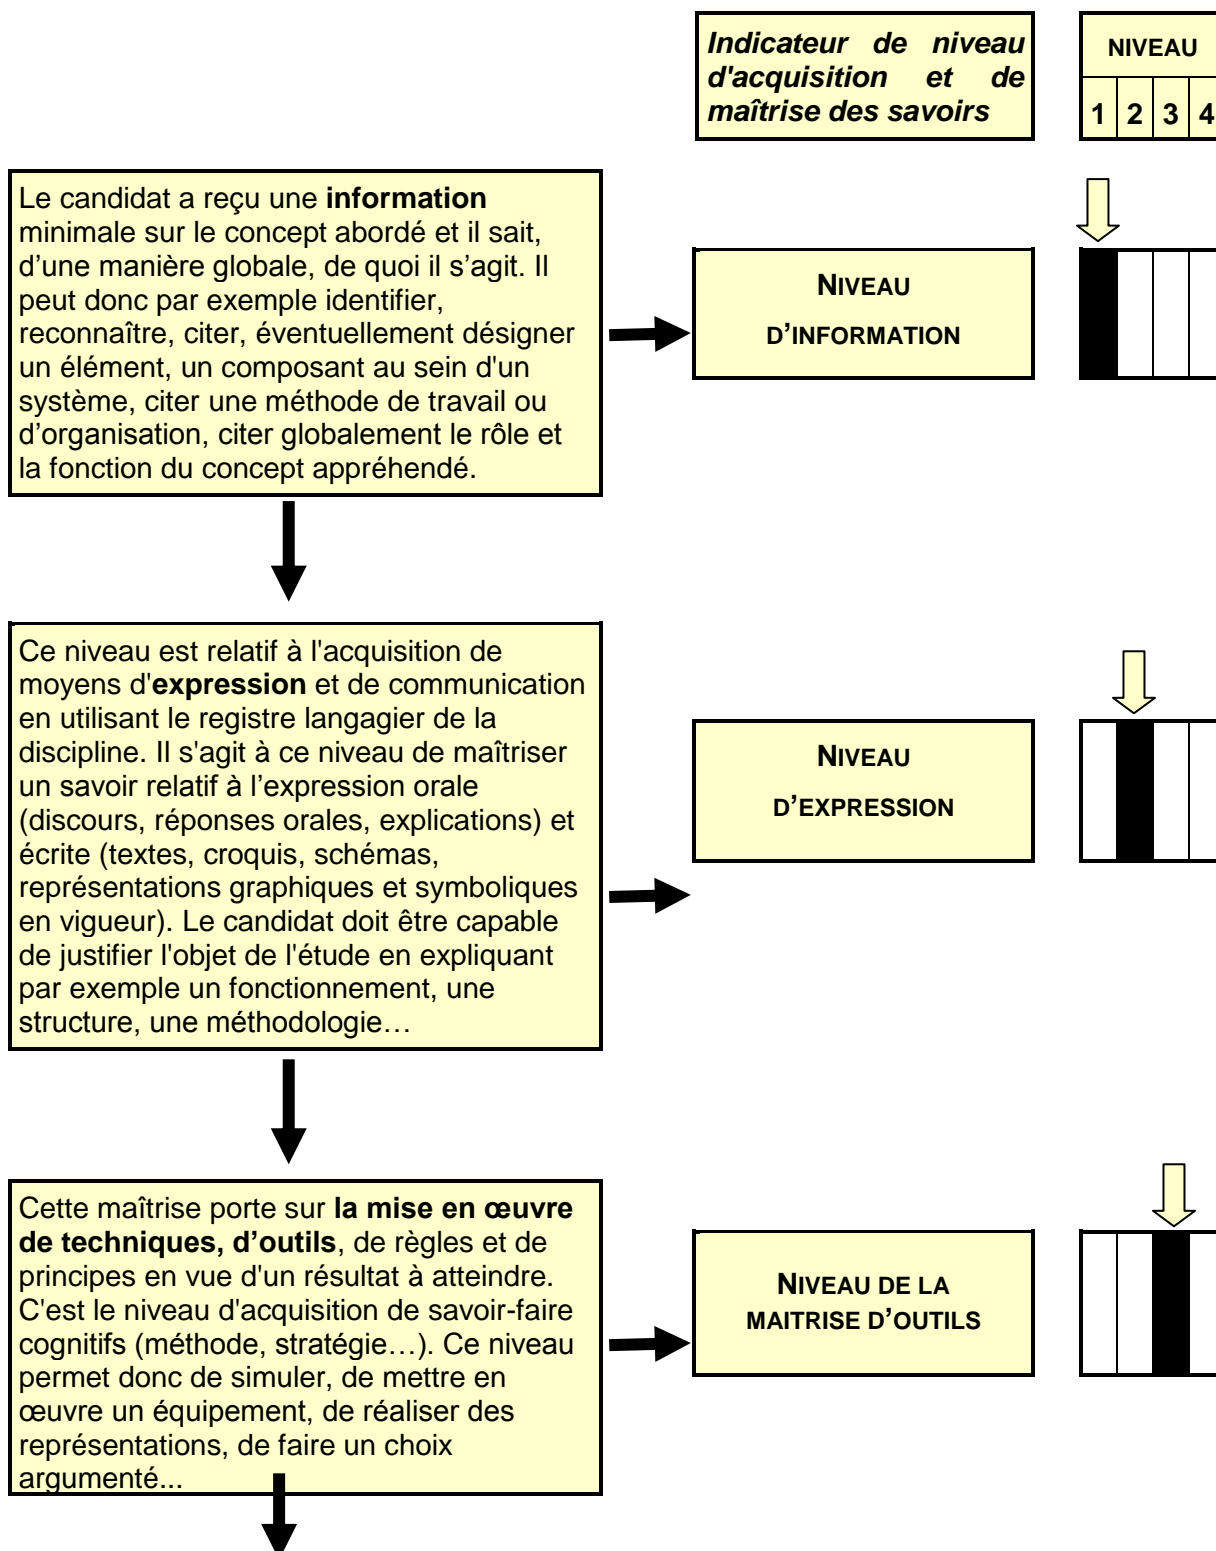 Indicateur de niveau
d'acquisition et de
maîtrise des savoirs
NIVEAU
1 2 3 4
Le candidat a reçu une information
minimale sur le concept abordé et il sait,
d’une manière globale, de quoi il s’agit. Il
peut donc par exemple identifier,
reconnaître, citer, éventuellement désigner
un élément, un composant au sein d'un
système, citer une méthode de travail ou
d’organisation, citer globalement le rôle et
la fonction du concept appréhendé.
NIVEAU
D’INFORMATION
Ce niveau est relatif à l'acquisition de
moyens d'expression et de communication
en utilisant le registre langagier de la
discipline. Il s'agit à ce niveau de maîtriser
un savoir relatif à l’expression orale
(discours, réponses orales, explications) et
écrite (textes, croquis, schémas,
représentations graphiques et symboliques
en vigueur). Le candidat doit être capable
de justifier l'objet de l'étude en expliquant
par exemple un fonctionnement, une
structure, une méthodologie…
NIVEAU
D’EXPRESSION
Cette maîtrise porte sur la mise en œuvre
de techniques, d’outils, de règles et de
principes en vue d'un résultat à atteindre.
C'est le niveau d'acquisition de savoir-faire
cognitifs (méthode, stratégie…). Ce niveau
permet donc de simuler, de mettre en
œuvre un équipement, de réaliser des
représentations, de faire un choix
argumenté...
NIVEAU DE LA
MAITRISE D’OUTILS